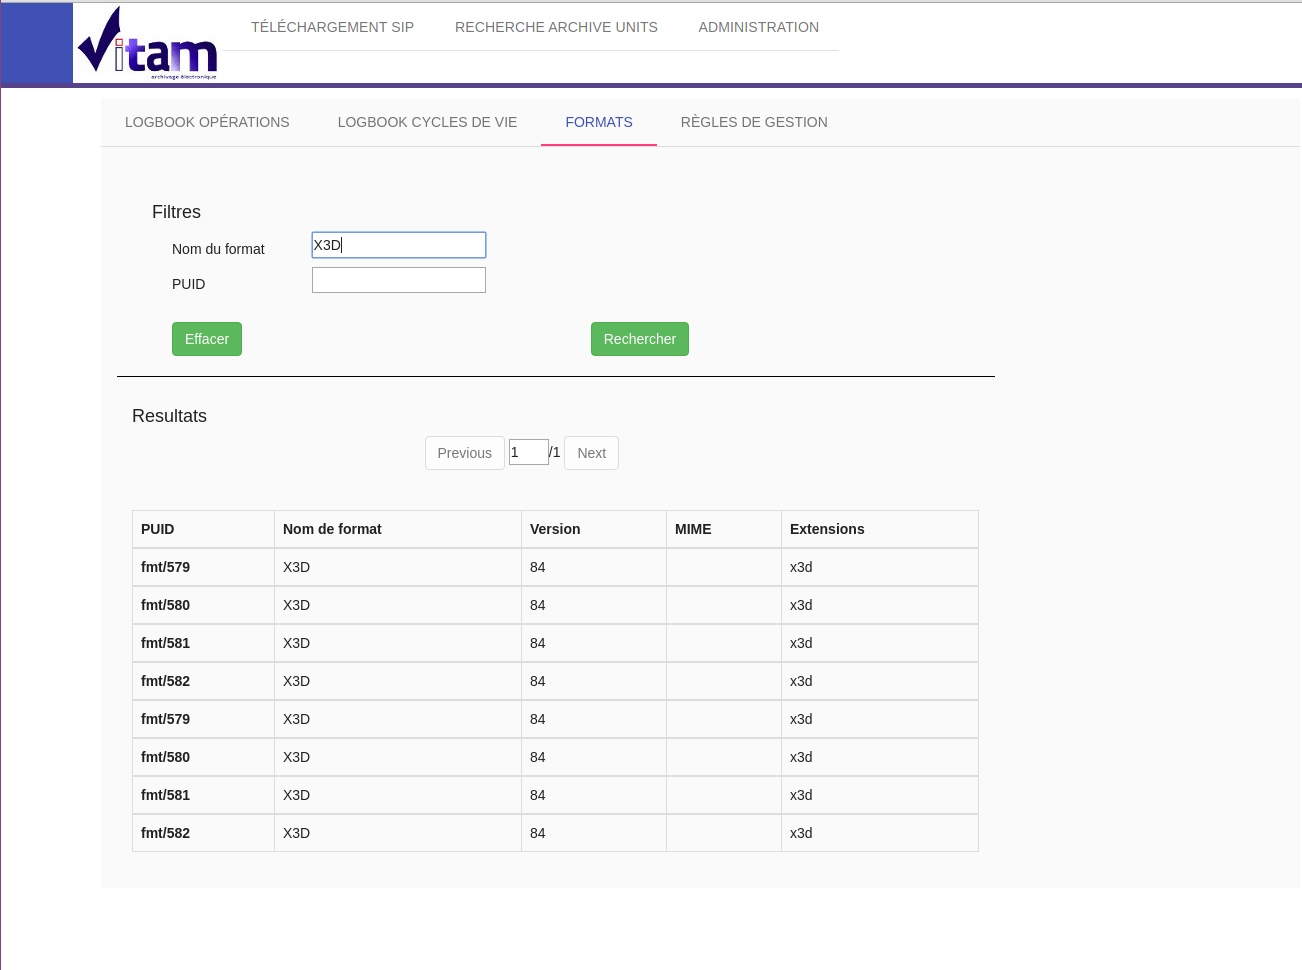 Vitam
archivage électronique
TÉLÉCHARGEMENT SIP RECHERCHE ARCHIVE UNITS ADMINISTRATION
LOGBOOK OPÉRATIONS LOGBOOK CYCLES DE VIE FORMATS RÈGLES DE GESTION
Filtres
Nom du format X3D
PUID
Effacer Rechercher
Resultats
Previous 1 /1 Next
PUID Nom de format Version MIME Extensions
fmt/579 X3D 84 x3d
fmt/580 X3D 84 x3d
fmt/581 X3D 84 x3d
fmt/582 X3D 84 x3d
fmt/579 X3D 84 x3d
fmt/580 X3D 84 x3d
fmt/581 X3D 84 x3d
fmt/582 X3D 84 x3d